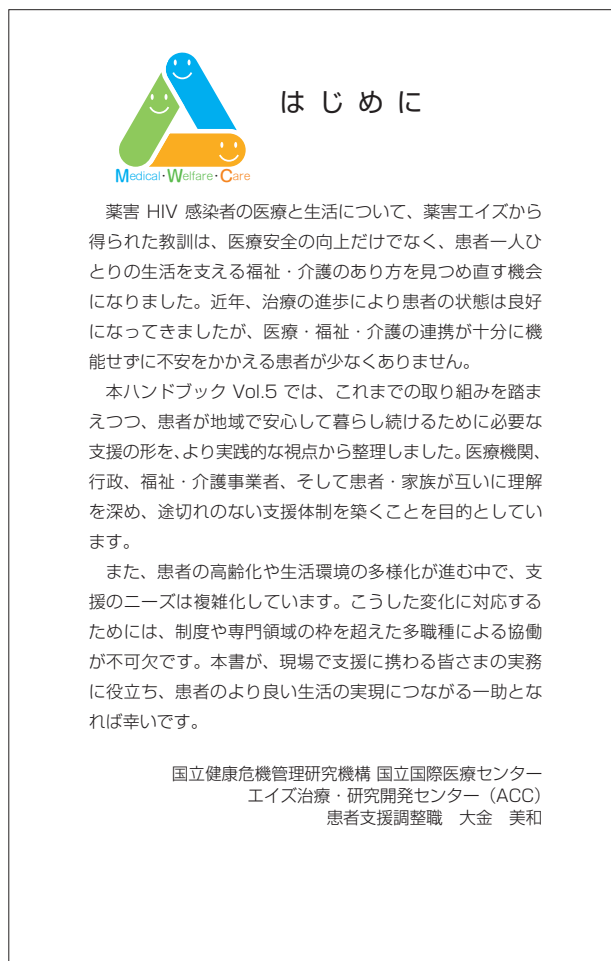 はじめに
Medical・Welfare・Care
薬害 HIV 感染者の医療と生活について、薬害エイズから
得られた教訓は、医療安全の向上だけでなく、患者一人ひ
とりの生活を支える福祉・介護のあり方を見つめ直す機会
になりました。近年、治療の進歩により患者の状態は良好
になってきましたが、医療・福祉・介護の連携が十分に機
能せずに不安をかかえる患者が少なくありません。
本ハンドブック Vol.5 では、これまでの取り組みを踏ま
えつつ、患者が地域で安心して暮らし続けるために必要な
支援の形を、より実践的な視点から整理しました。医療機関、
行政、福祉・介護事業者、そして患者・家族が互いに理解
を深め、途切れのない支援体制を築くことを目的としてい
ます。
また、患者の高齢化や生活環境の多様化が進む中で、支
援のニーズは複雑化しています。こうした変化に対応する
ためには、制度や専門領域の枠を超えた多職種による協働
が不可欠です。本書が、現場で支援に携わる皆さまの実務
に役立ち、患者のより良い生活の実現につながる一助とな
れば幸いです。
国立健康危機管理研究機構 国立国際医療センター
エイズ治療・研究開発センター（ACC）
患者支援調整職　大金　美和